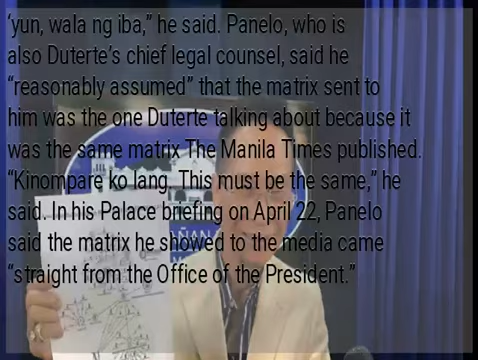 ‘yun, wala ng iba,” he said. Panelo, who is
also Duterte’s chief legal counsel, said he
“reasonably assumed” that the matrix sent to
him was the one Duterte talking about because it
was the same matrix The Manila Times published.
“Kinompare ko lang. This must be the same,” he
said. In his Palace briefing on April 22, Panelo
said the matrix he showed to the media came
“straight from the Office of the President.”